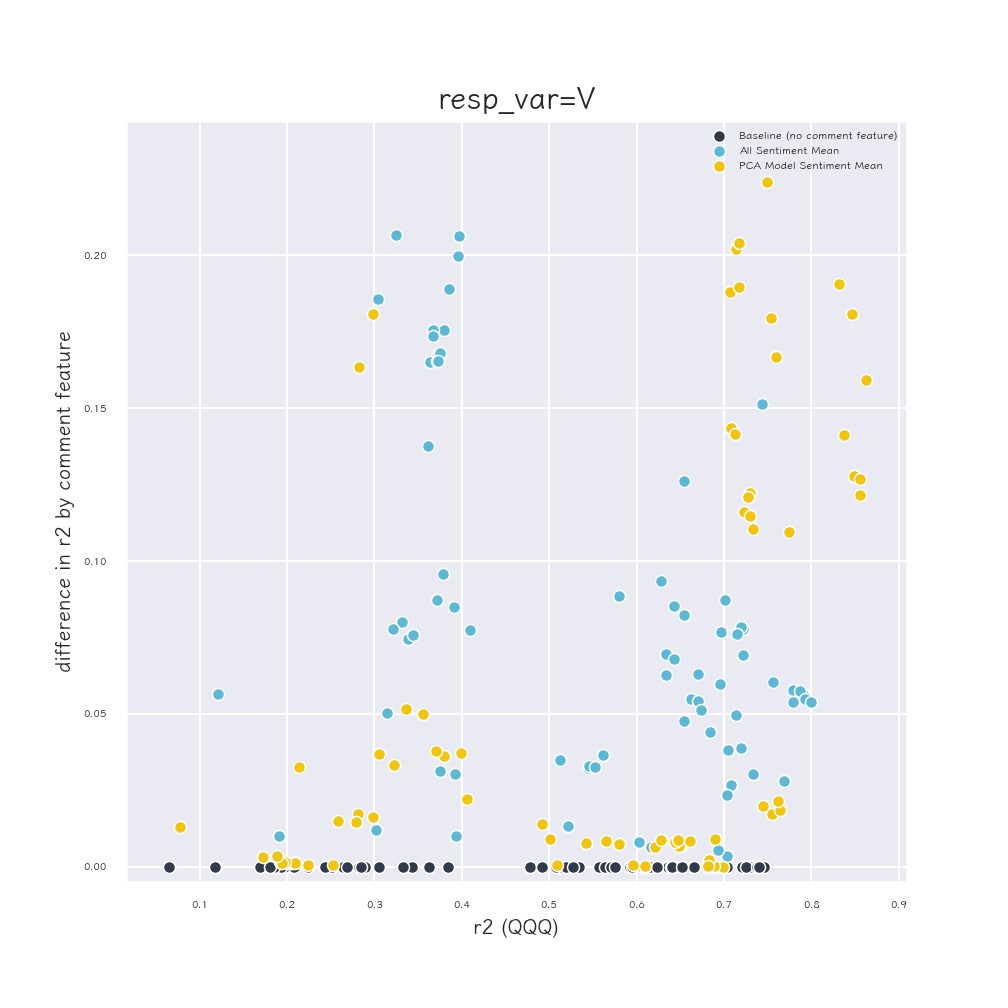 resp_var=V
Baseline (no comment feature)
All Sentiment Mean
PCA Model Sentiment Mean
difference in r2 by comment feature
0.20
0.15
0.10
0.05
0.00
0.1 0.2 0.3 0.4 0.5 0.6 0.7 0.8 0.9
r2 (QQQ)